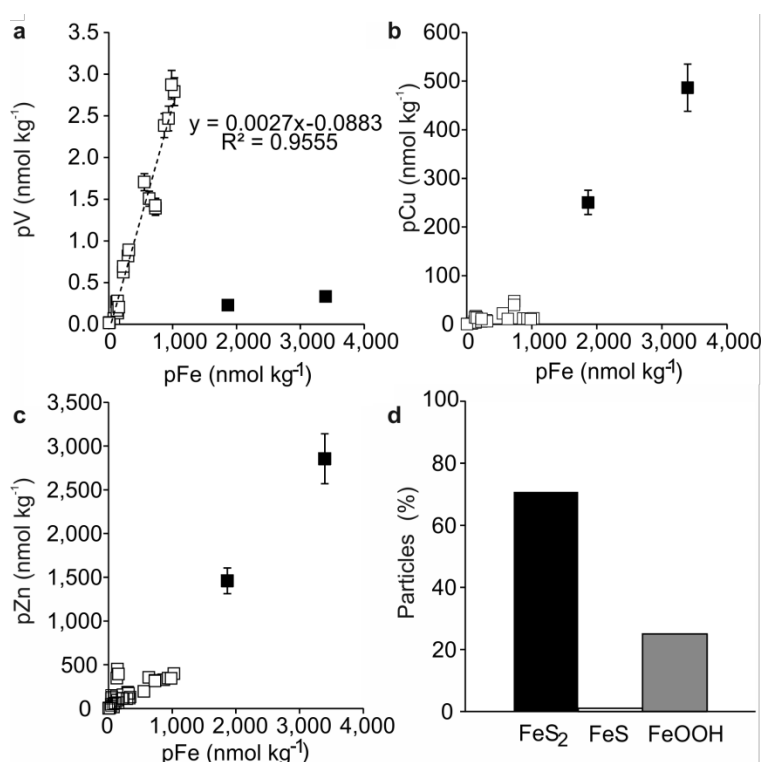 a
pV (nmol kg⁻¹)
3.5
3.0
2.5
2.0
1.5
1.0
0.5
0.0
y = 0.0027x-0.0883
R² = 0.9555
0 1,000 2,000 3,000 4,000
pFe (nmol kg⁻¹)
b
pCu (nmol kg⁻¹)
600
500
400
300
200
100
0
0 1,000 2,000 3,000 4,000
pFe (nmol kg⁻¹)
c
pZn (nmol kg⁻¹)
3,500
3,000
2,500
2,000
1,500
1,000
500
0
0 1,000 2,000 3,000 4,000
pFe (nmol kg⁻¹)
d
Particles (%)
100
80
60
40
20
0
FeS₂ FeS FeOOH